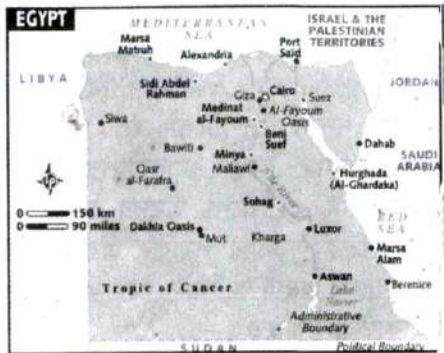 EGYPT
MEDITERRANEAN
SEA
ISRAEL & THE
PALESTINIAN
TERRITORIES
Marsa
Matruh
Alexandria
Port
Said
LIBYA
Sidi Abdel
Rahman
Cairo
Giza
Suez
JORDAN
Al-Fayoum
Oasis
Medinat
al-Fayoum
Siwa
Beni
Suef
Dahab
Bawiti
Minya
Mallawi
SAUDI
ARABIA
Qasr
al-Farafra
Hurghada
(Al-Ghardaka)
Nile River
Sohag
0 150 km
0 90 miles
RED
SEA
Dakhla Oasis
Mut
Kharga
Luxor
Marsa
Alam
Aswan
Berenice
Tropic of Cancer
Lake
Nasser
Administrative
Boundary
SUDAN
Political Boundary